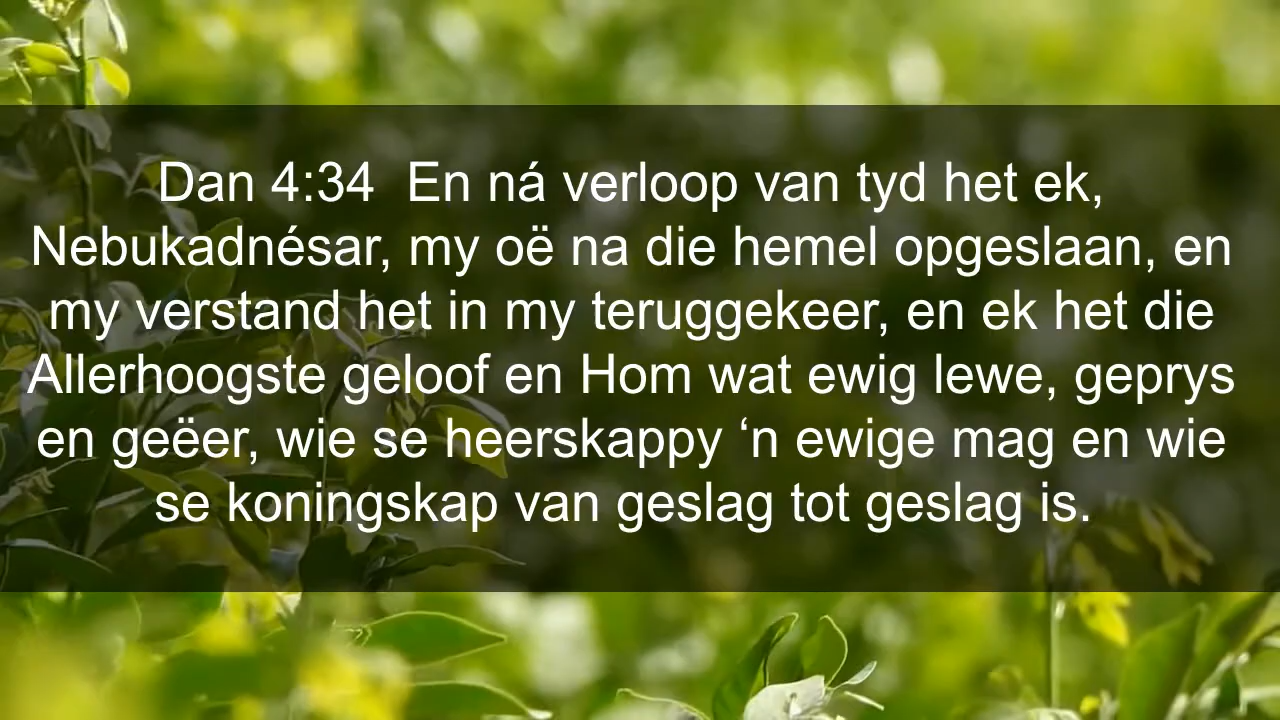 Dan 4:34  En ná verloop van tyd het ek,
Nebukadnésar, my oë na die hemel opgeslaan, en
my verstand het in my teruggekeer, en ek het die
Allerhoogste geloof en Hom wat ewig lewe, geprys
en geëer, wie se heerskappy ‘n ewige mag en wie
se koningskap van geslag tot geslag is.